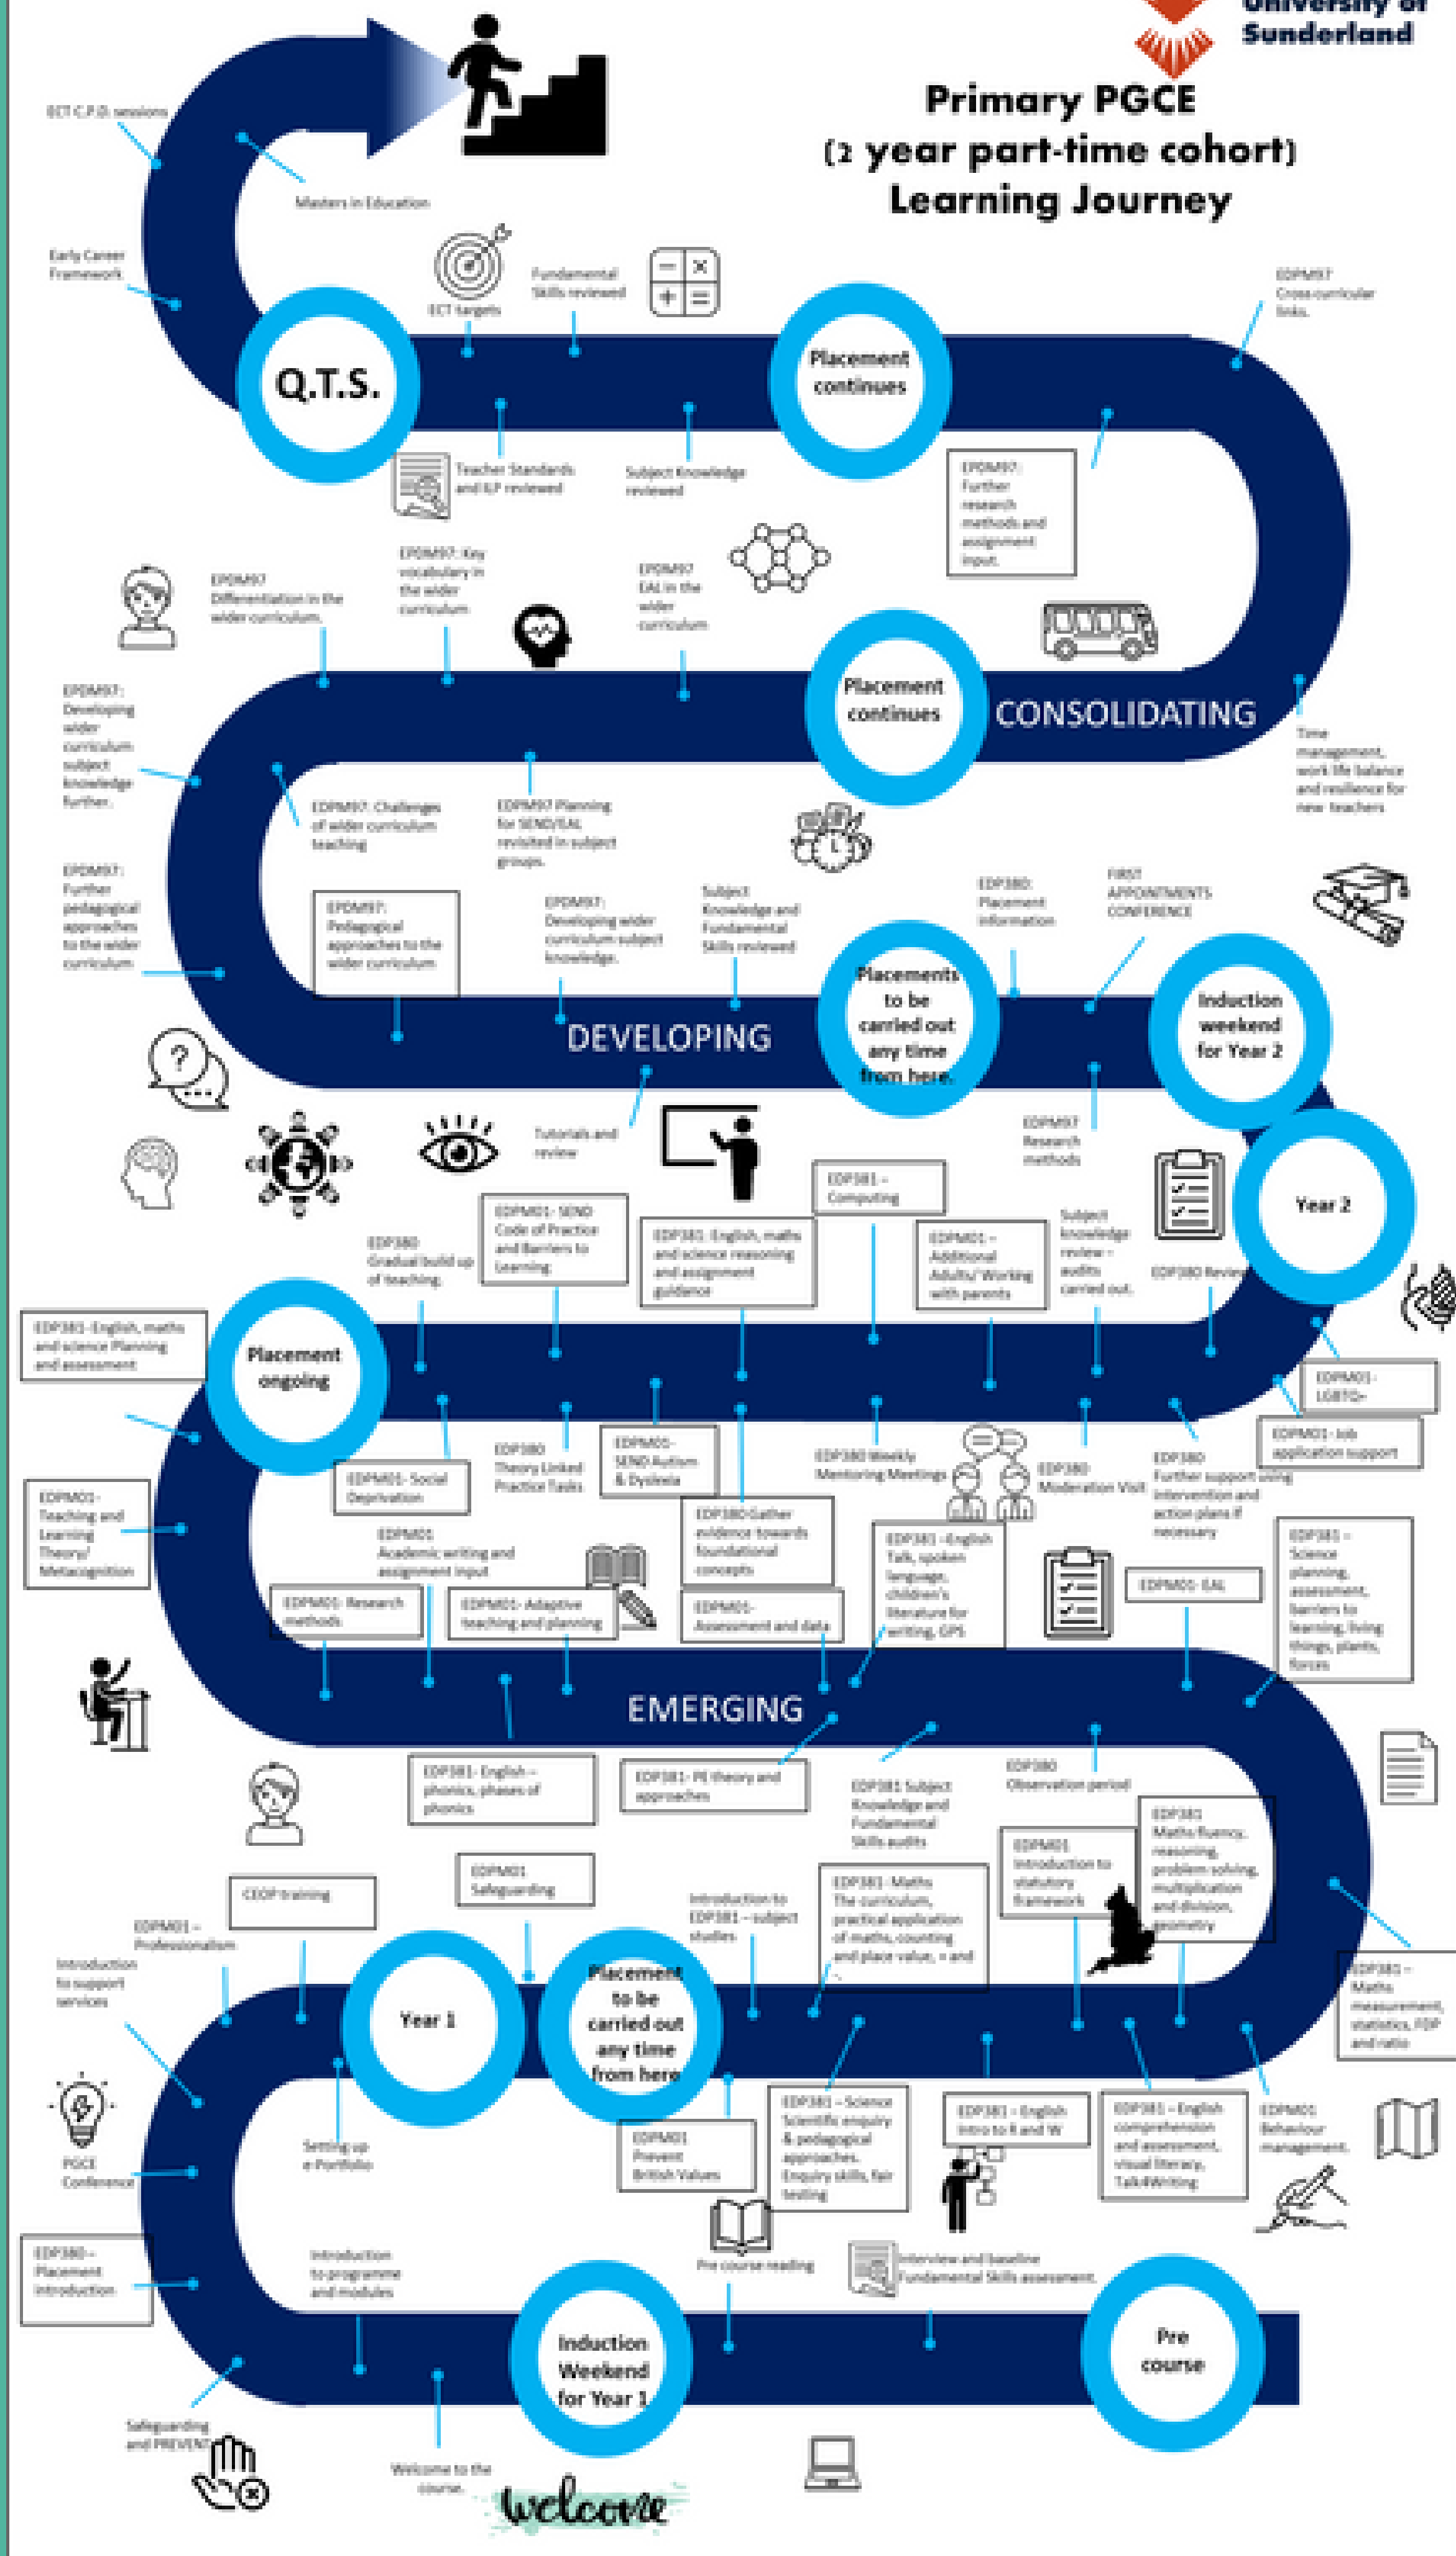 University of
Sunderland
Primary PGCE
(2 year part-time cohort)
Learning Journey
ECT C.P.D. sessions
Masters in Education
Early Career
Framework
ECT targets
Fundamental
Skills reviewed
EDPM97
Cross curricular
links.
Q.T.S.
Placement
continues
Teacher Standards
and ILP reviewed
Subject Knowledge
reviewed
EPDM97:
Further
research
methods and
assignment
input.
EPDM97
Differentiation in the
wider curriculum.
EPDM97: Key
vocabulary in
the wider
curriculum
EPDM97
EAL in the
wider
curriculum
Placement
continues
CONSOLIDATING
EPDM97:
Developing
wider
curriculum
subject
knowledge
further.
Time
management,
work life balance
and resilience for
new teachers
EDPM97: Challenges
of wider curriculum
teaching
EDPM97 Planning
for SEND/EAL
revisited in subject
groups.
EPDM97:
Further
pedagogical
approaches
to the wider
curriculum
EPDM97:
Pedagogical
approaches to the
wider curriculum
EPDM97:
Developing wider
curriculum subject
knowledge.
Subject
Knowledge and
Fundamental
Skills reviewed
EDP380:
Placement
information
FIRST
APPOINTMENTS
CONFERENCE
DEVELOPING
Placements
to be
carried out
any time
from here.
Induction
weekend
for Year 2
Tutorials and
review
EDPM97
Research
methods
Year 2
EDP381 –
Computing
EDP380
Gradual build up
of teaching.
EDPM01- SEND
Code of Practice
and Barriers to
Learning
EDP381: English, maths
and science reasoning
and assignment
guidance
EDPM01 –
Additional
Adults/ Working
with parents
Subject
knowledge
review –
audits
carried out.
EDP380 Review
EDP381- English, maths
and science Planning
and assessment
Placement
ongoing
EDPM01-
LGBTQ+
EDPM01- Job
application support
EDPM01- Social
Deprivation
EDP380
Theory Linked
Practice Tasks
EDPM01-
SEND Autism
& Dyslexia
EDP380 Weekly
Mentoring Meetings
EDP380
Moderation Visit
EDP380
Further support using
intervention and
action plans if
necessary
EDPM01-
Teaching and
Learning
Theory/
Metacognition
EDPM01
Academic writing and
assignment input
EDP380 Gather
evidence towards
foundational
concepts
EDP381 –English
Talk, spoken
language,
children's
literature for
writing, GPS
EDP381 –
Science
planning,
assessment,
barriers to
learning, living
things, plants,
forces
EDPM01- Research
methods
EDPM01- Adaptive
teaching and planning
EDPM01-
Assessment and data
EDPM01- EAL
EMERGING
EDP381- English –
phonics, phases of
phonics
EDP381- PE theory and
approaches
EDP381 Subject
Knowledge and
Fundamental
Skills audits
EDP380
Observation period
EDPM01
Introduction to
statutory
framework
EDP381
Maths fluency,
reasoning,
problem solving,
multiplication
and division,
geometry
CEOP training
EDPM01
Safeguarding
Introduction to
EDP381 – subject
studies
EDP381- Maths
The curriculum,
practical application
of maths, counting
and place value, + and
-.
EDPM01 –
Professionalism
Introduction
to support
services
EDP381 –
Maths
measurement,
statistics, FDP
and ratio
Year 1
Placement
to be
carried out
any time
from here
Setting up
e-Portfolio
EDPM01
Prevent
British Values
EDP381 – Science
Scientific enquiry
& pedagogical
approaches.
Enquiry skills, fair
testing
EDP381 – English
Intro to R and W
EDP381 – English
comprehension
and assessment,
visual literacy,
Talk4Writing
EDPM01
Behaviour
management.
PGCE
Conference
EDP380 –
Placement
introduction
Introduction
to programme
and modules
Pre course reading
Interview and baseline
Fundamental Skills assessment.
Induction
Weekend
for Year 1
Pre
course
Safeguarding
and PREVENT
Welcome to the
course.
welcome